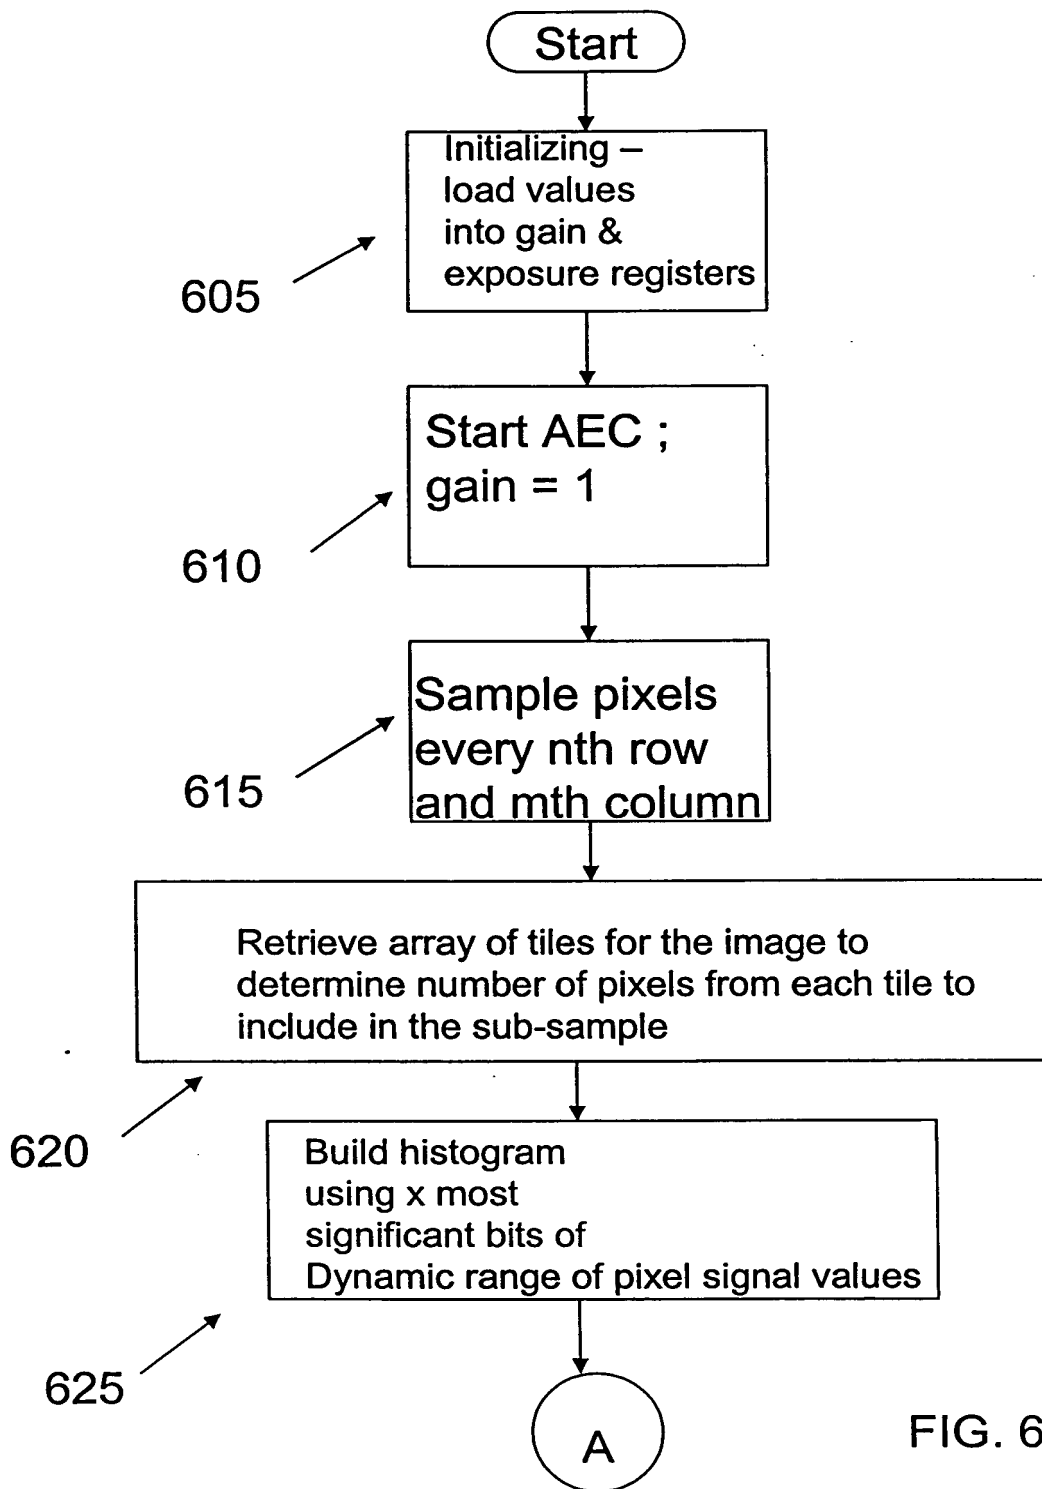 Start
Initializing –
load values
into gain &
exposure registers
605
Start AEC ;
gain = 1
610
Sample pixels
every nth row
and mth column
615
Retrieve array of tiles for the image to
determine number of pixels from each tile to
include in the sub-sample
620
Build histogram
using x most
significant bits of
Dynamic range of pixel signal values
625
A
FIG. 6